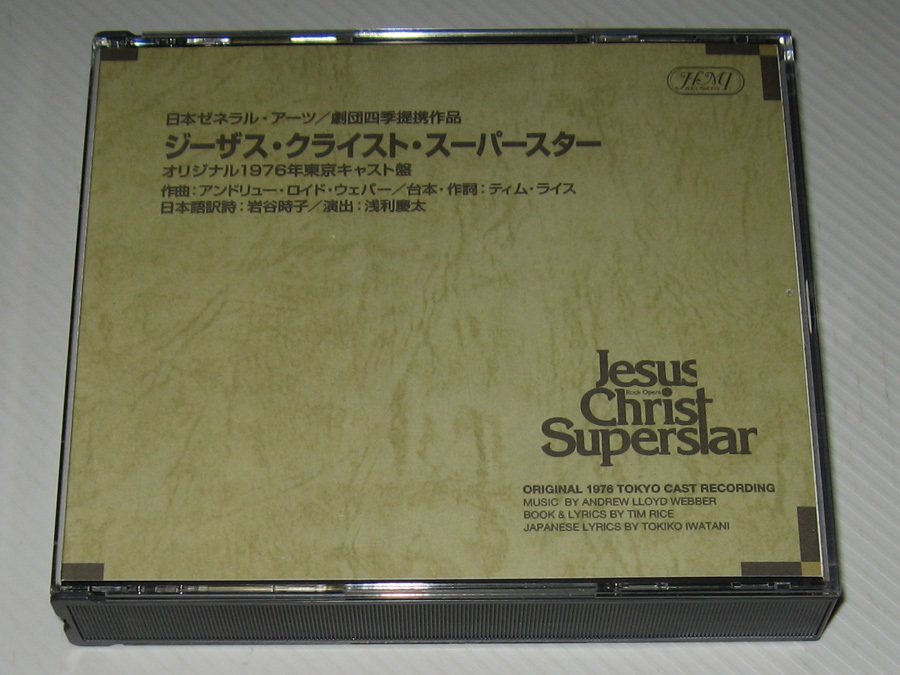 HMI
日本ゼネラル・アーツ／劇団四季提携作品
ジーザス・クライスト・スーパースター
オリジナル1976年東京キャスト盤
作曲：アンドリュー・ロイド・ウェバー／台本・作詞：ティム・ライス
日本語訳詩：岩谷時子／演出：浅利慶太
Jesus
Rock Opera
Christ
Superstar
ORIGINAL 1976 TOKYO CAST RECORDING
MUSIC BY ANDREW LLOYD WEBBER
BOOK & LYRICS BY TIM RICE
JAPANESE LYRICS BY TOKIKO IWATANI